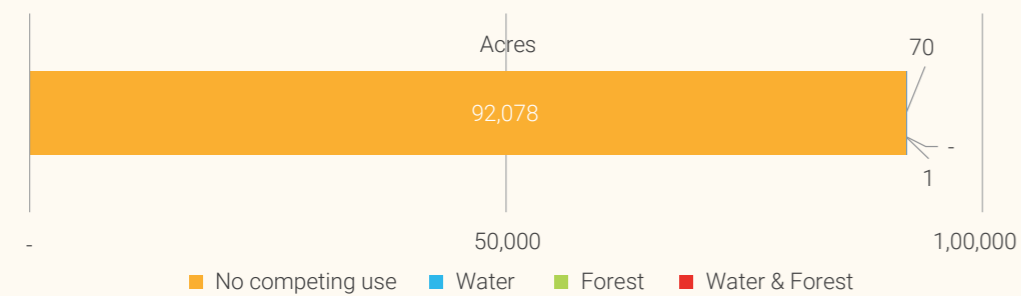 Acres
70
92,078
-
1
- 50,000 1,00,000
No competing use Water Forest Water & Forest